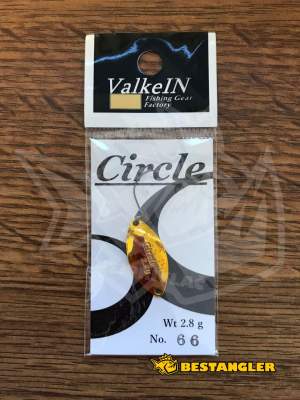 ValkeIN
Fishing Gear
Factory
Circle
Wt 2.8 g
No. 66
BESTANGLER